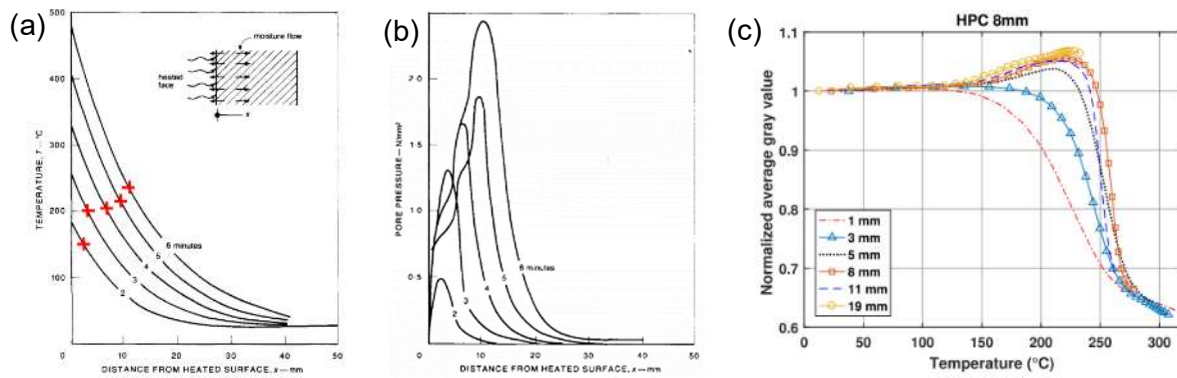 (a)
500
400
300
200
100
0
10
20
30
40
50
TEMPERATURE, T — °C
DISTANCE FROM HEATED SURFACE, x — mm
moisture flow
heated
face
x
6 minutes
5
4
3
2
(b)
2.0
1.0
0.5
0
10
20
30
40
50
PORE PRESSURE — N/mm²
DISTANCE FROM HEATED SURFACE, x — mm
6 minutes
5
4
3
2
(c)
HPC 8mm
1.1
1
0.9
0.8
0.7
0.6
0
50
100
150
200
250
300
Normalized average gray value
Temperature (°C)
1 mm
3 mm
5 mm
8 mm
11 mm
19 mm